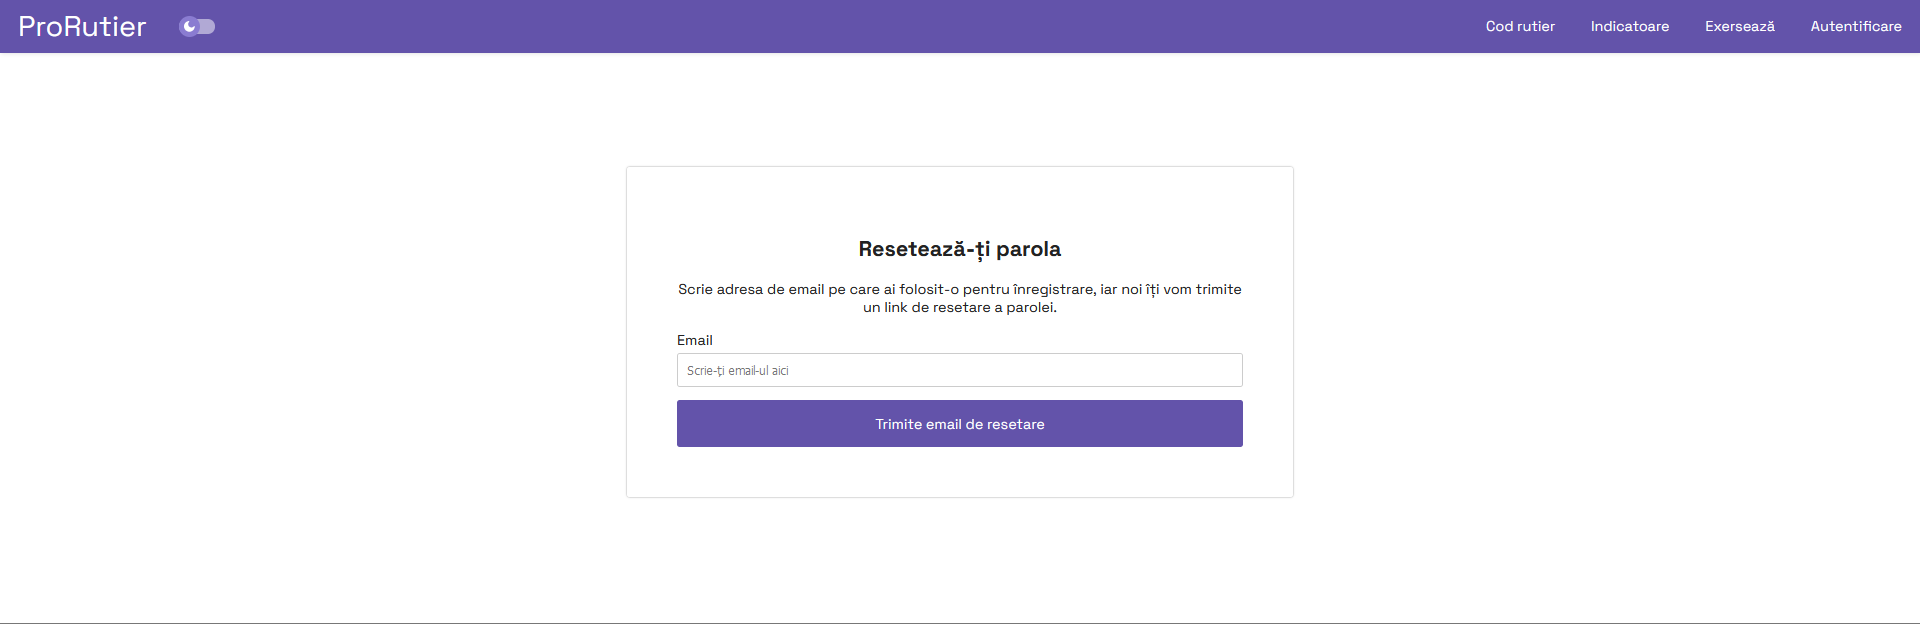 ProRutier
Cod rutier
Indicatoare
Exersează
Autentificare
Resetează-ți parola
Scrie adresa de email pe care ai folosit-o pentru înregistrare, iar noi îți vom trimite
un link de resetare a parolei.
Email
Scrie-ți email-ul aici
Trimite email de resetare